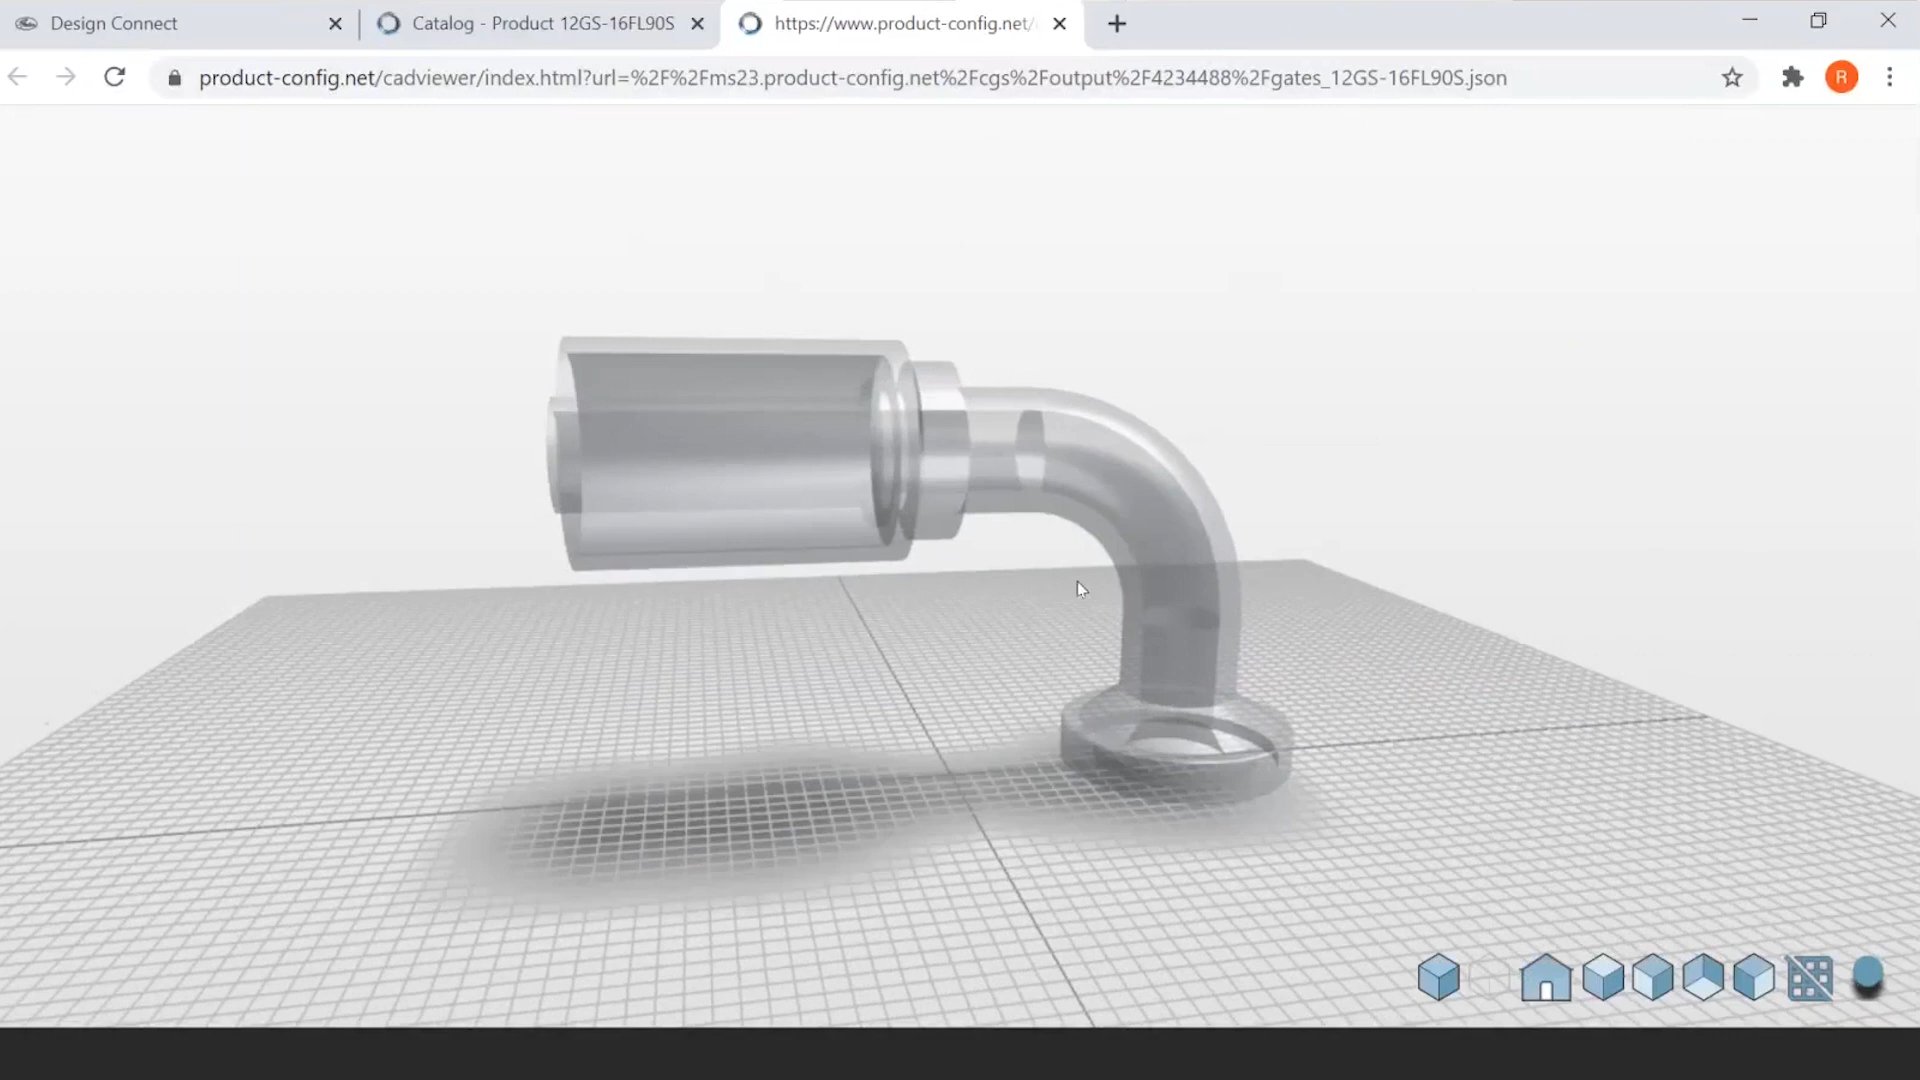 Design Connect
Catalog - Product 12GS-16FL90S
https://www.product-config.net/
product-config.net/cadviewer/index.html?url=%2F%2Fms23.product-config.net%2Fcgs%2Foutput%2F4234488%2Fgates_12GS-16FL90S.json
R